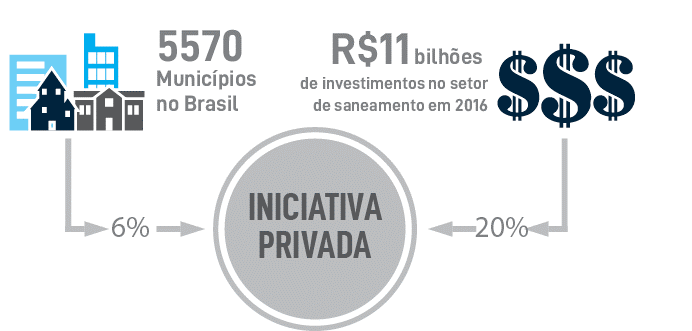 5570
Municípios
no Brasil
R$11 bilhões
de investimentos no setor
de saneamento em 2016
$$$
6%
INICIATIVA
PRIVADA
20%